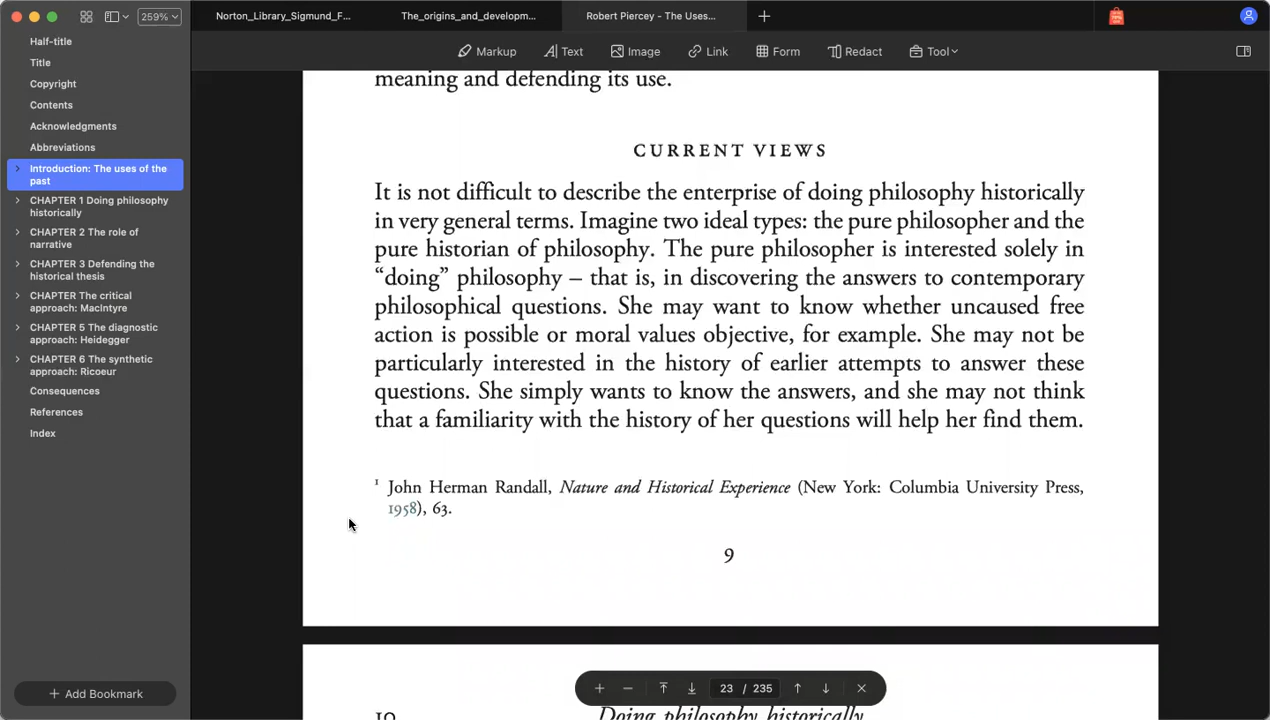 259%
Norton_Library_Sigmund_F...
The_origins_and_developm...
Robert Piercey - The Uses...
Markup
Text
Image
Link
Form
Redact
Tool
Half-title
Title
Copyright
Contents
Acknowledgments
Abbreviations
Introduction: The uses of the
past
CHAPTER 1 Doing philosophy
historically
CHAPTER 2 The role of
narrative
CHAPTER 3 Defending the
historical thesis
CHAPTER The critical
approach: MacIntyre
CHAPTER 5 The diagnostic
approach: Heidegger
CHAPTER 6 The synthetic
approach: Ricoeur
Consequences
References
Index
Add Bookmark
meaning and defending its use.
CURRENT VIEWS
It is not difficult to describe the enterprise of doing philosophy historically
in very general terms. Imagine two ideal types: the pure philosopher and the
pure historian of philosophy. The pure philosopher is interested solely in
“doing” philosophy – that is, in discovering the answers to contemporary
philosophical questions. She may want to know whether uncaused free
action is possible or moral values objective, for example. She may not be
particularly interested in the history of earlier attempts to answer these
questions. She simply wants to know the answers, and she may not think
that a familiarity with the history of her questions will help her find them.
1 John Herman Randall, Nature and Historical Experience (New York: Columbia University Press,
1958), 63.
9
23 / 235
10 Doing philosophy historically